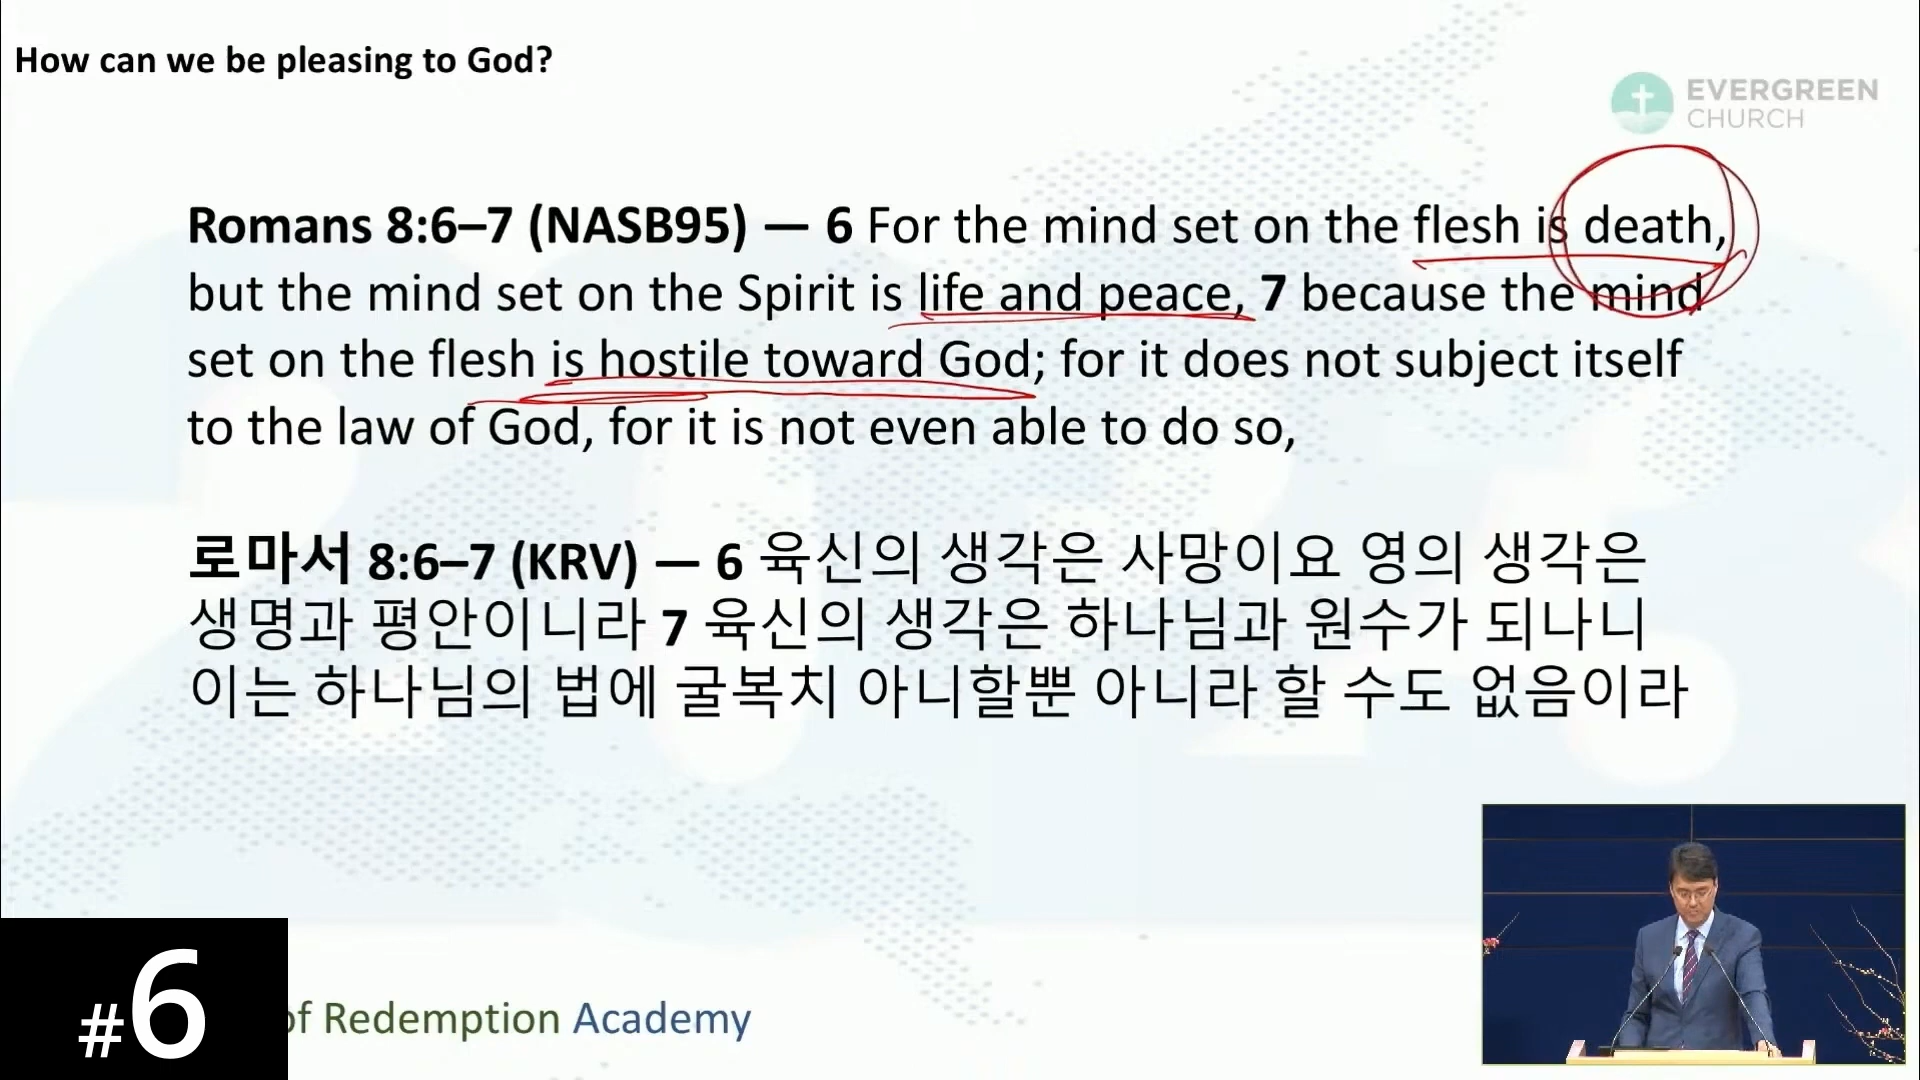 How can we be pleasing to God?
EVERGREEN
CHURCH
Romans 8:6–7 (NASB95) — 6 For the mind set on the flesh is death,
but the mind set on the Spirit is life and peace, 7 because the mind
set on the flesh is hostile toward God; for it does not subject itself
to the law of God, for it is not even able to do so,
로마서 8:6–7 (KRV) — 6 육신의 생각은 사망이요 영의 생각은
생명과 평안이니라 7 육신의 생각은 하나님과 원수가 되나니
이는 하나님의 법에 굴복치 아니할뿐 아니라 할 수도 없음이라
#6
of Redemption Academy